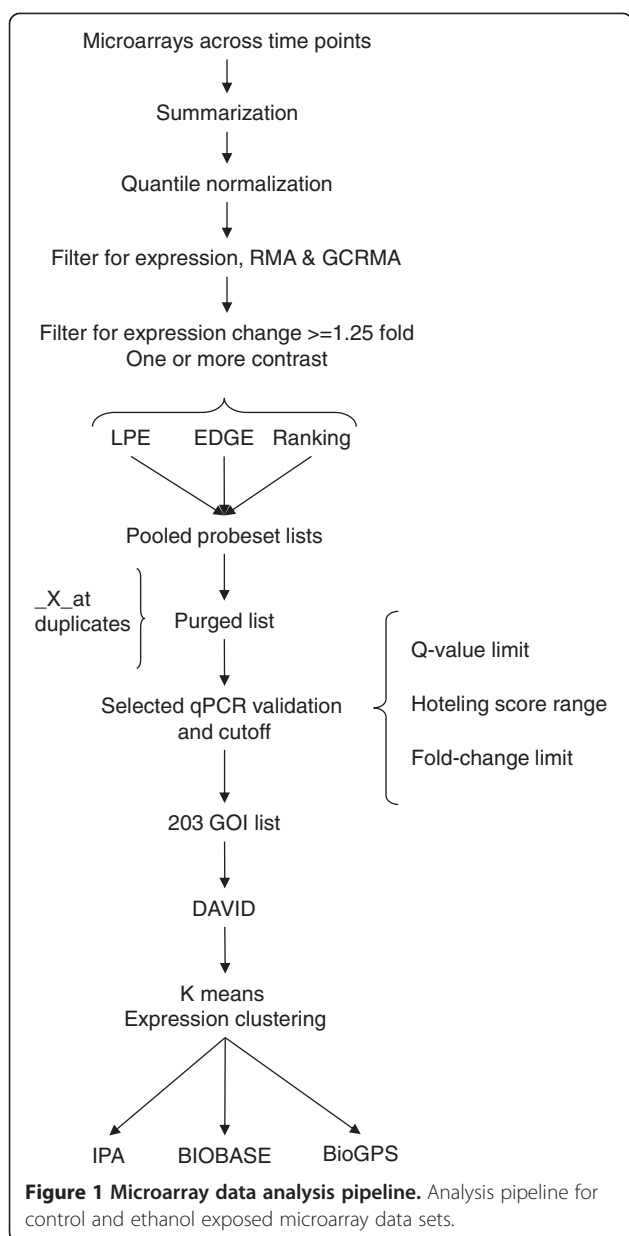 Microarrays across time points
Summarization
Quantile normalization
Filter for expression, RMA & GCRMA
Filter for expression change >=1.25 fold
One or more contrast
LPE EDGE Ranking
Pooled probeset lists
_X_at
duplicates
Purged list
Selected qPCR validation
and cutoff
Q-value limit
Hoteling score range
Fold-change limit
203 GOI list
DAVID
K means
Expression clustering
IPA BIOBASE BioGPS
Figure 1 Microarray data analysis pipeline. Analysis pipeline for
control and ethanol exposed microarray data sets.